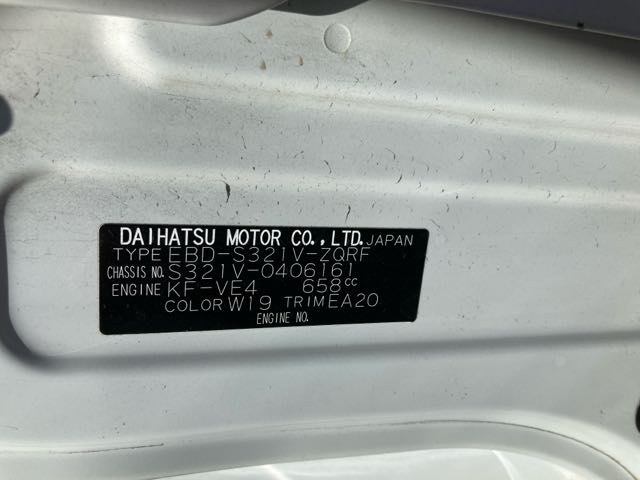 DAIHATSU MOTOR CO.,LTD. JAPAN
TYPE EBD-S321V-ZQRF
CHASSIS NO. S321V-0406161
ENGINE KF-VE4 658cc
COLOR W19 TRIM EA20
ENGINE NO.